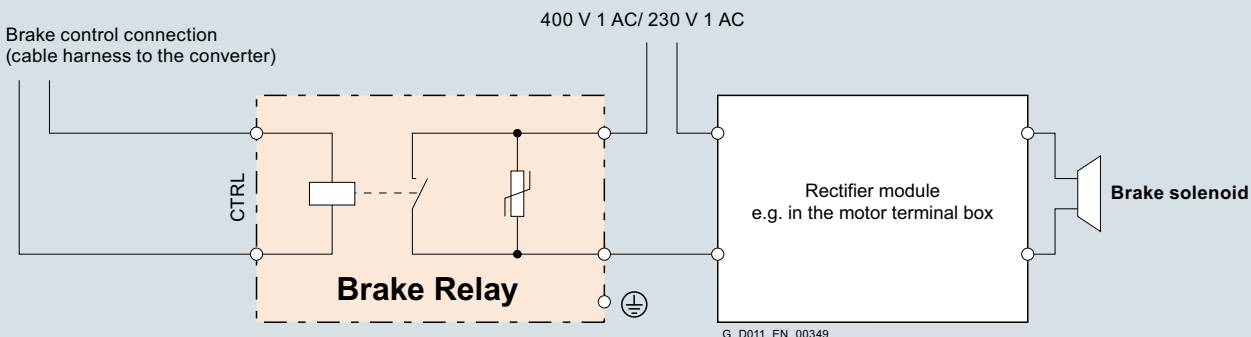 400 V 1 AC/ 230 V 1 AC
Brake control connection
(cable harness to the converter)
CTRL
Rectifier module
e.g. in the motor terminal box
Brake solenoid
Brake Relay
G_D011_EN_00349